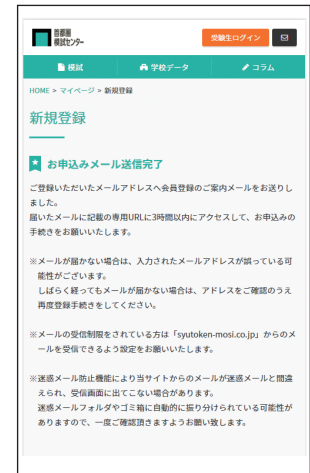 首都圏
模試センター
受験生ログイン
模試 学校データ コラム
HOME > マイページ > 新規登録
新規登録
お申込みメール送信完了
ご登録いただいたメールアドレスへ会員登録のご案内メールをお送りし
ました。
届いたメールに記載の専用URLに3時間以内にアクセスして、お申込みの
手続きをお願いいたします。
※メールが届かない場合は、入力されたメールアドレスが誤っている可
能性がございます。
しばらく経ってもメールが届かない場合は、アドレスをご確認のうえ
再度登録手続きをしてください。
※メールの受信制限をされている方は「syutoken-mosi.co.jp」からのメ
ールを受信できるよう設定をお願いいたします。
※迷惑メール防止機能により当サイトからのメールが迷惑メールと間違
えられ、受信画面に出てこない場合があります。
迷惑メールフォルダやゴミ箱に自動的に振り分けられている可能性が
ありますので、一度ご確認頂きますようお願い致します。